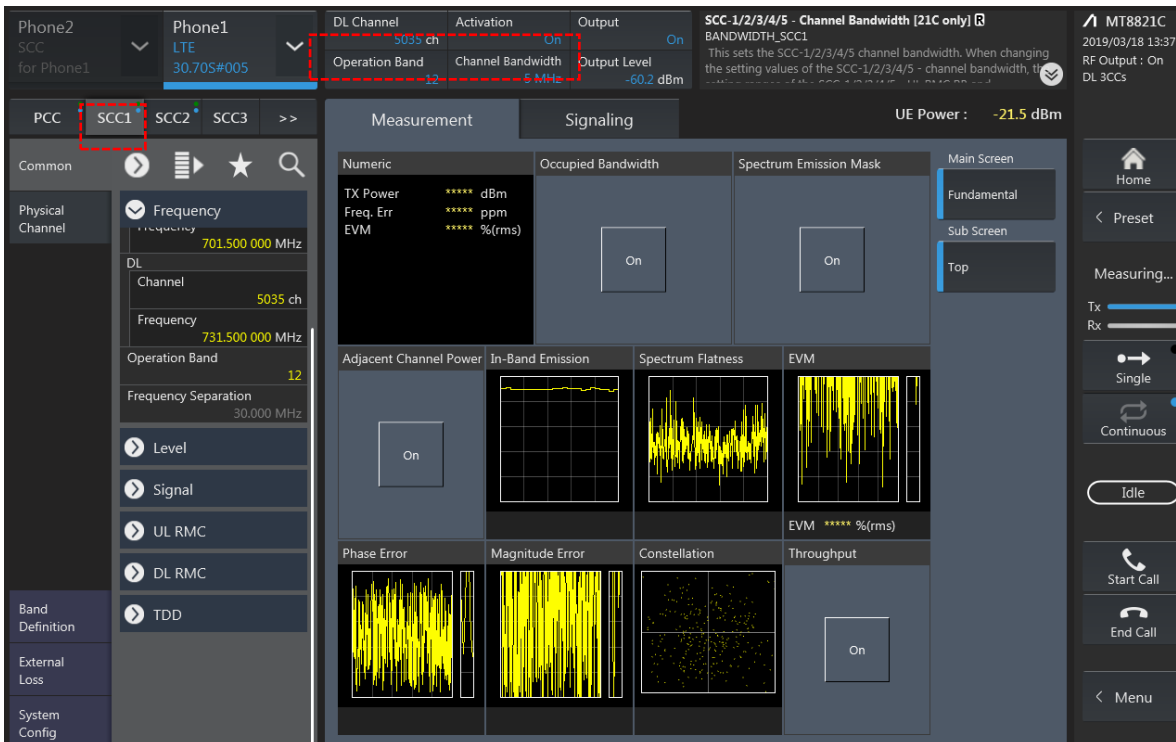 Phone2
SCC
for Phone1
Phone1
LTE
30.70S#005
DL Channel
5035 ch
Activation
On
Output
On
Operation Band
12
Channel Bandwidth
5 MHz
Output Level
-60.2 dBm
SCC-1/2/3/4/5 - Channel Bandwidth [21C only] R
BANDWIDTH_SCC1
This sets the SCC-1/2/3/4/5 channel bandwidth. When changing
the setting values of the SCC-1/2/3/4/5 - channel bandwidth,
MT8821C
2019/03/18 13:37
RF Output : On
DL 3CCs
PCC
SCC1
SCC2
SCC3
>>
Measurement
Signaling
UE Power : -21.5 dBm
Common
Physical
Channel
Frequency
Frequency
701.500 000 MHz
DL
Channel
5035 ch
Frequency
731.500 000 MHz
Operation Band
12
Frequency Separation
30.000 MHz
Level
Signal
UL RMC
DL RMC
TDD
Band
Definition
External
Loss
System
Config
Numeric
TX Power ***** dBm
Freq. Err ***** ppm
EVM ***** %(rms)
Occupied Bandwidth
On
Spectrum Emission Mask
On
Main Screen
Fundamental
Sub Screen
Top
Adjacent Channel Power
On
In-Band Emission
Spectrum Flatness
EVM
EVM ***** %(rms)
Phase Error
Magnitude Error
Constellation
Throughput
On
Home
< Preset
Measuring...
Tx
Rx
Single
Continuous
Idle
Start Call
End Call
< Menu